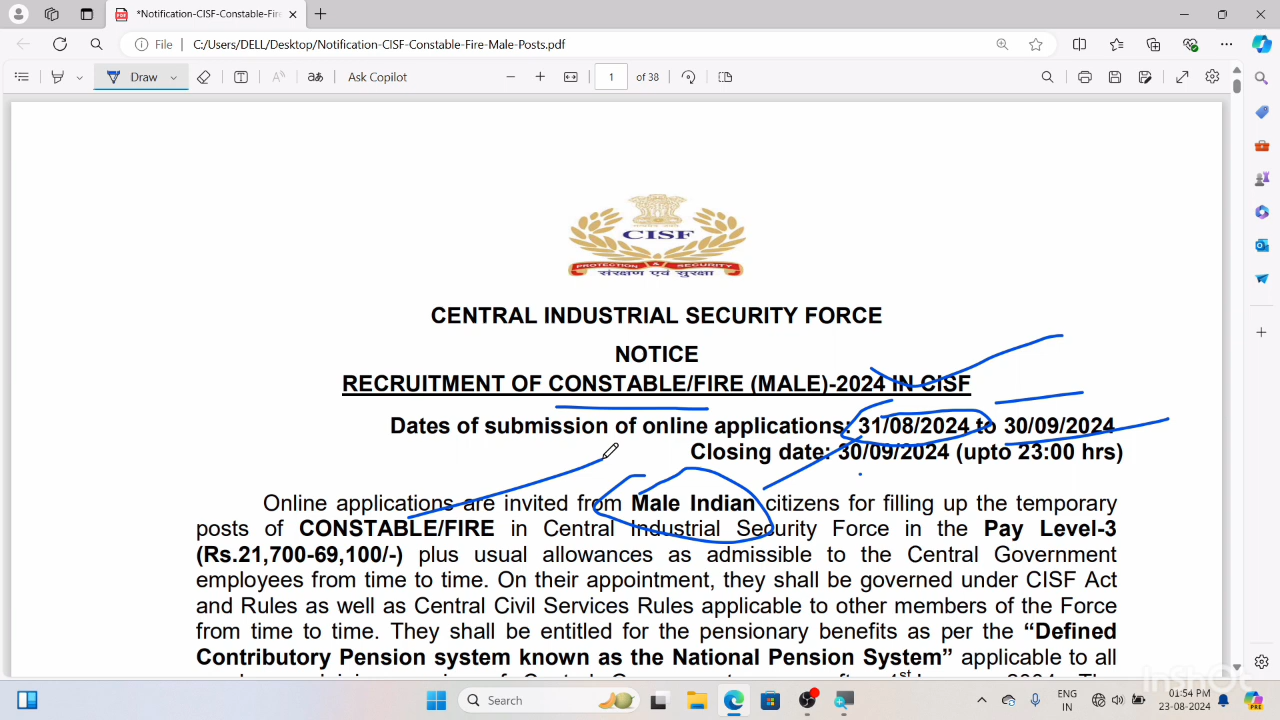 *Notification-CISF-Constable-Fire-
File C:/Users/DELL/Desktop/Notification-CISF-Constable-Fire-Male-Posts.pdf
Draw Ask Copilot 1 of 38
CISF
PROTECTION & SECURITY
संरक्षण एवं सुरक्षा
CENTRAL INDUSTRIAL SECURITY FORCE
NOTICE
RECRUITMENT OF CONSTABLE/FIRE (MALE)-2024 IN CISF
Dates of submission of online applications: 31/08/2024 to 30/09/2024
Closing date: 30/09/2024 (upto 23:00 hrs)
Online applications are invited from Male Indian citizens for filling up the temporary
posts of CONSTABLE/FIRE in Central Industrial Security Force in the Pay Level-3
(Rs.21,700-69,100/-) plus usual allowances as admissible to the Central Government
employees from time to time. On their appointment, they shall be governed under CISF Act
and Rules as well as Central Civil Services Rules applicable to other members of the Force
from time to time. They shall be entitled for the pensionary benefits as per the “Defined
Contributory Pension system known as the National Pension System” applicable to all
InShot
Search
ENG
IN
01:54 PM
23-08-2024